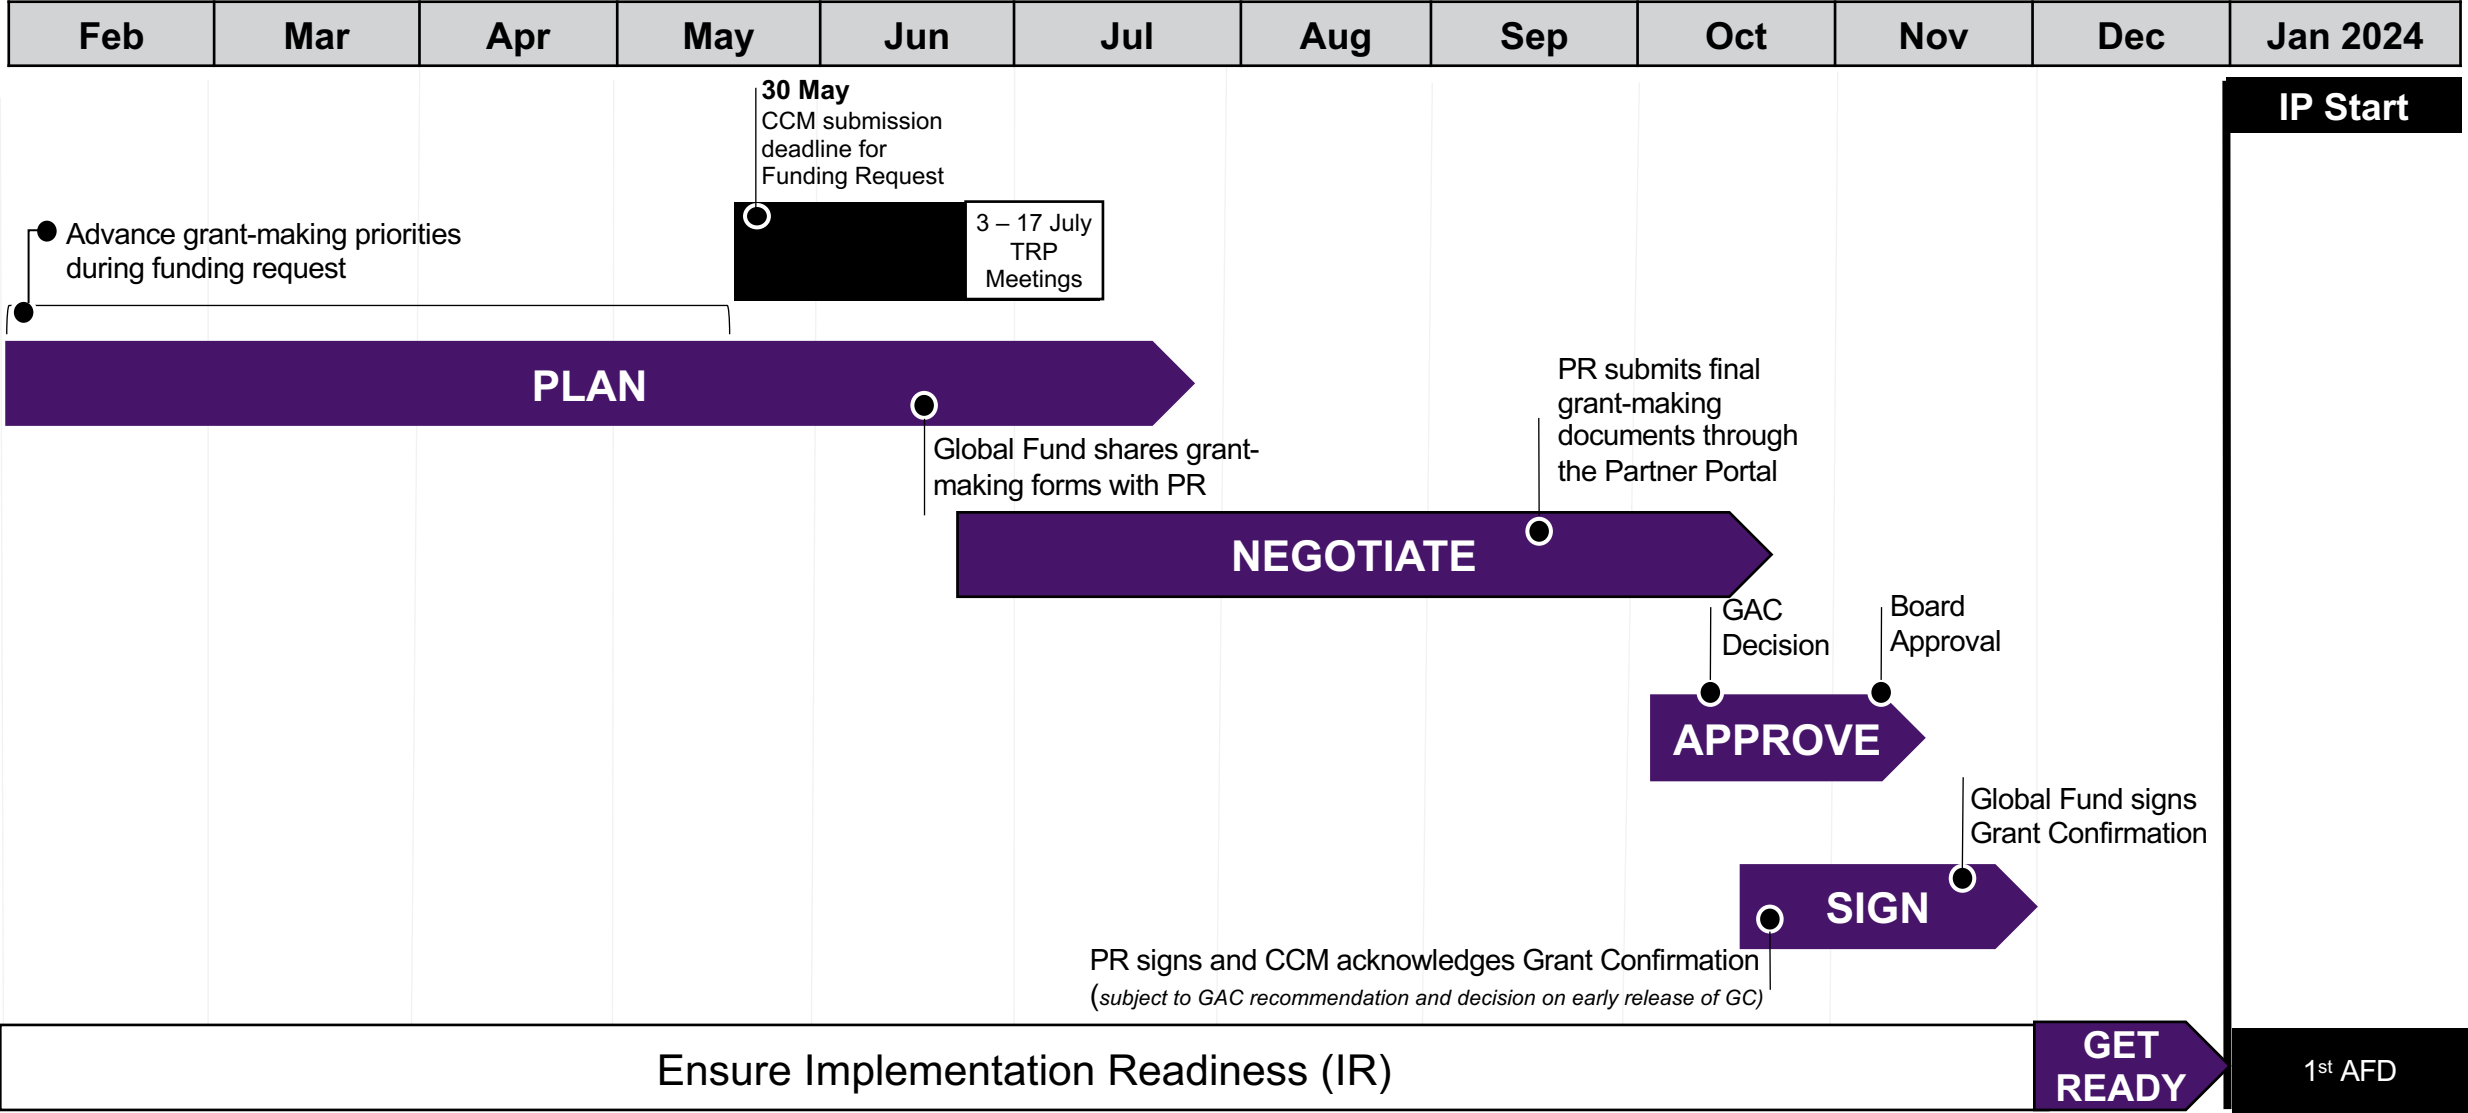 Feb Mar Apr May Jun Jul Aug Sep Oct Nov Dec Jan 2024
IP Start
30 May
CCM submission
deadline for
Funding Request
3 – 17 July
TRP
Meetings
Advance grant-making priorities
during funding request
PLAN
Global Fund shares grant-
making forms with PR
PR submits final
grant-making
documents through
the Partner Portal
NEGOTIATE
GAC
Decision
Board
Approval
APPROVE
Global Fund signs
Grant Confirmation
SIGN
PR signs and CCM acknowledges Grant Confirmation
(subject to GAC recommendation and decision on early release of GC)
Ensure Implementation Readiness (IR)
GET
READY
1st AFD